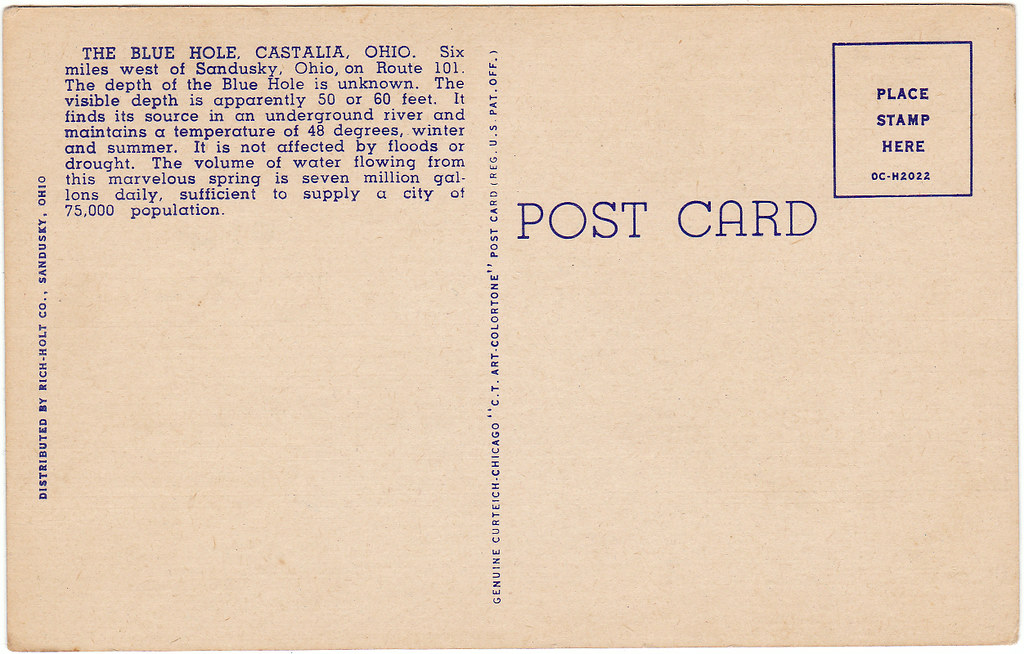 THE BLUE HOLE, CASTALIA, OHIO. Six
miles west of Sandusky, Ohio, on Route 101.
The depth of the Blue Hole is unknown. The
visible depth is apparently 50 or 60 feet. It
finds its source in an underground river and
maintains a temperature of 48 degrees, winter
and summer. It is not affected by floods or
drought. The volume of water flowing from
this marvelous spring is seven million gal-
lons daily, sufficient to supply a city of
75,000 population.
DISTRIBUTED BY RICH-HOLT CO., SANDUSKY, OHIO
GENUINE CURTEICH-CHICAGO "C.T. ART-COLORTONE" POST CARD (REG. U.S. PAT. OFF.)
POST CARD
PLACE
STAMP
HERE
OC-H2022